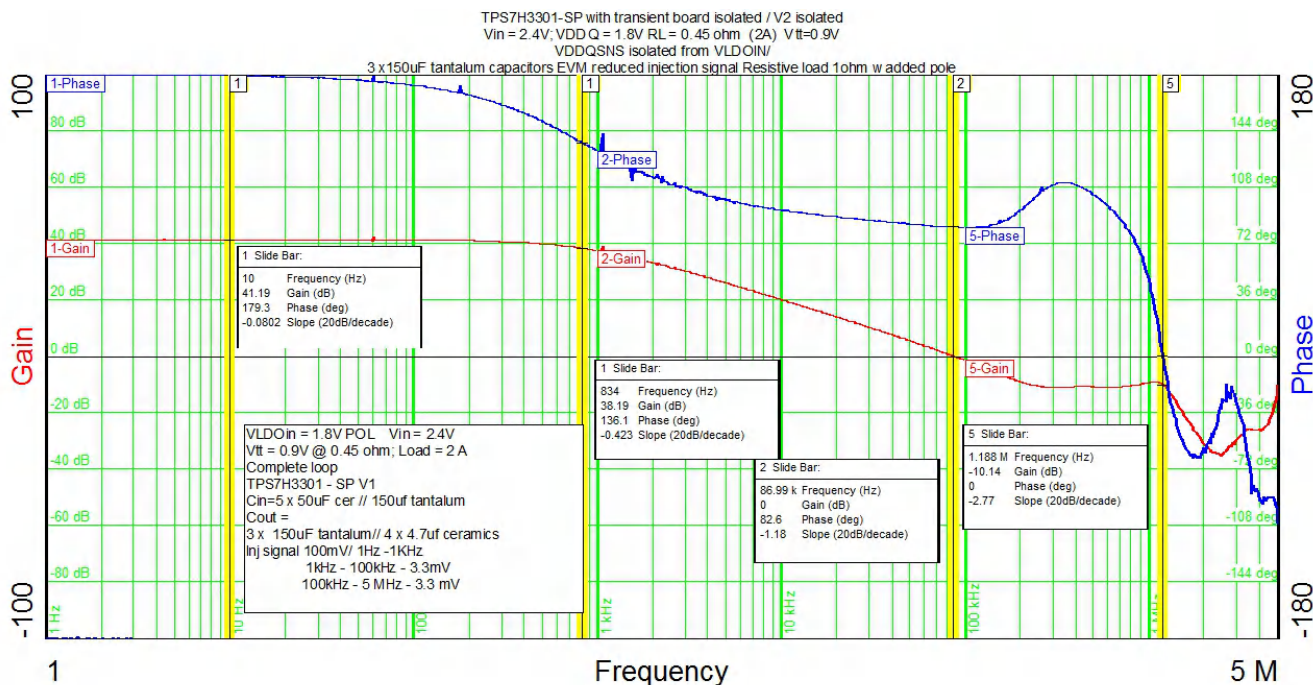 TPS7H3301-SP with transient board isolated / V2 isolated
Vin = 2.4V; VDDQ = 1.8V RL = 0.45 ohm (2A) Vtt=0.9V
VDDQSNS isolated from VLDOIN/
3 x150uF tantalum capacitors EVM reduced injection signal Resistive load 1ohm w added pole
100
180
1-Phase
1
1
2
5
80 dB
144 deg
2-Phase
60 dB
108 deg
40 dB
72 deg
5-Phase
1-Gain
2-Gain
20 dB
36 deg
0 dB
0 deg
5-Gain
-20 dB
-36 deg
-40 dB
-72 deg
-60 dB
-108 deg
-80 dB
-144 deg
Gain
Phase
1 Slide Bar:
10 Frequency (Hz)
41.19 Gain (dB)
179.3 Phase (deg)
-0.0802 Slope (20dB/decade)
1 Slide Bar:
834 Frequency (Hz)
38.19 Gain (dB)
136.1 Phase (deg)
-0.423 Slope (20dB/decade)
2 Slide Bar:
86.99 k Frequency (Hz)
0 Gain (dB)
82.6 Phase (deg)
-1.18 Slope (20dB/decade)
5 Slide Bar:
1.188 M Frequency (Hz)
-10.14 Gain (dB)
0 Phase (deg)
-2.77 Slope (20dB/decade)
VLDOin = 1.8V POL Vin = 2.4V
Vtt = 0.9V @ 0.45 ohm; Load = 2 A
Complete loop
TPS7H3301 - SP V1
Cin=5 x 50uF cer // 150uf tantalum
Cout =
3 x 150uF tantalum// 4 x 4.7uf ceramics
Inj signal 100mV/ 1Hz -1KHz
1kHz - 100kHz - 3.3mV
100kHz - 5 MHz - 3.3 mV
1 Hz
10 Hz
100
1 kHz
10 kHz
100 kHz
1 MHz
-100
-180
1
Frequency
5 M